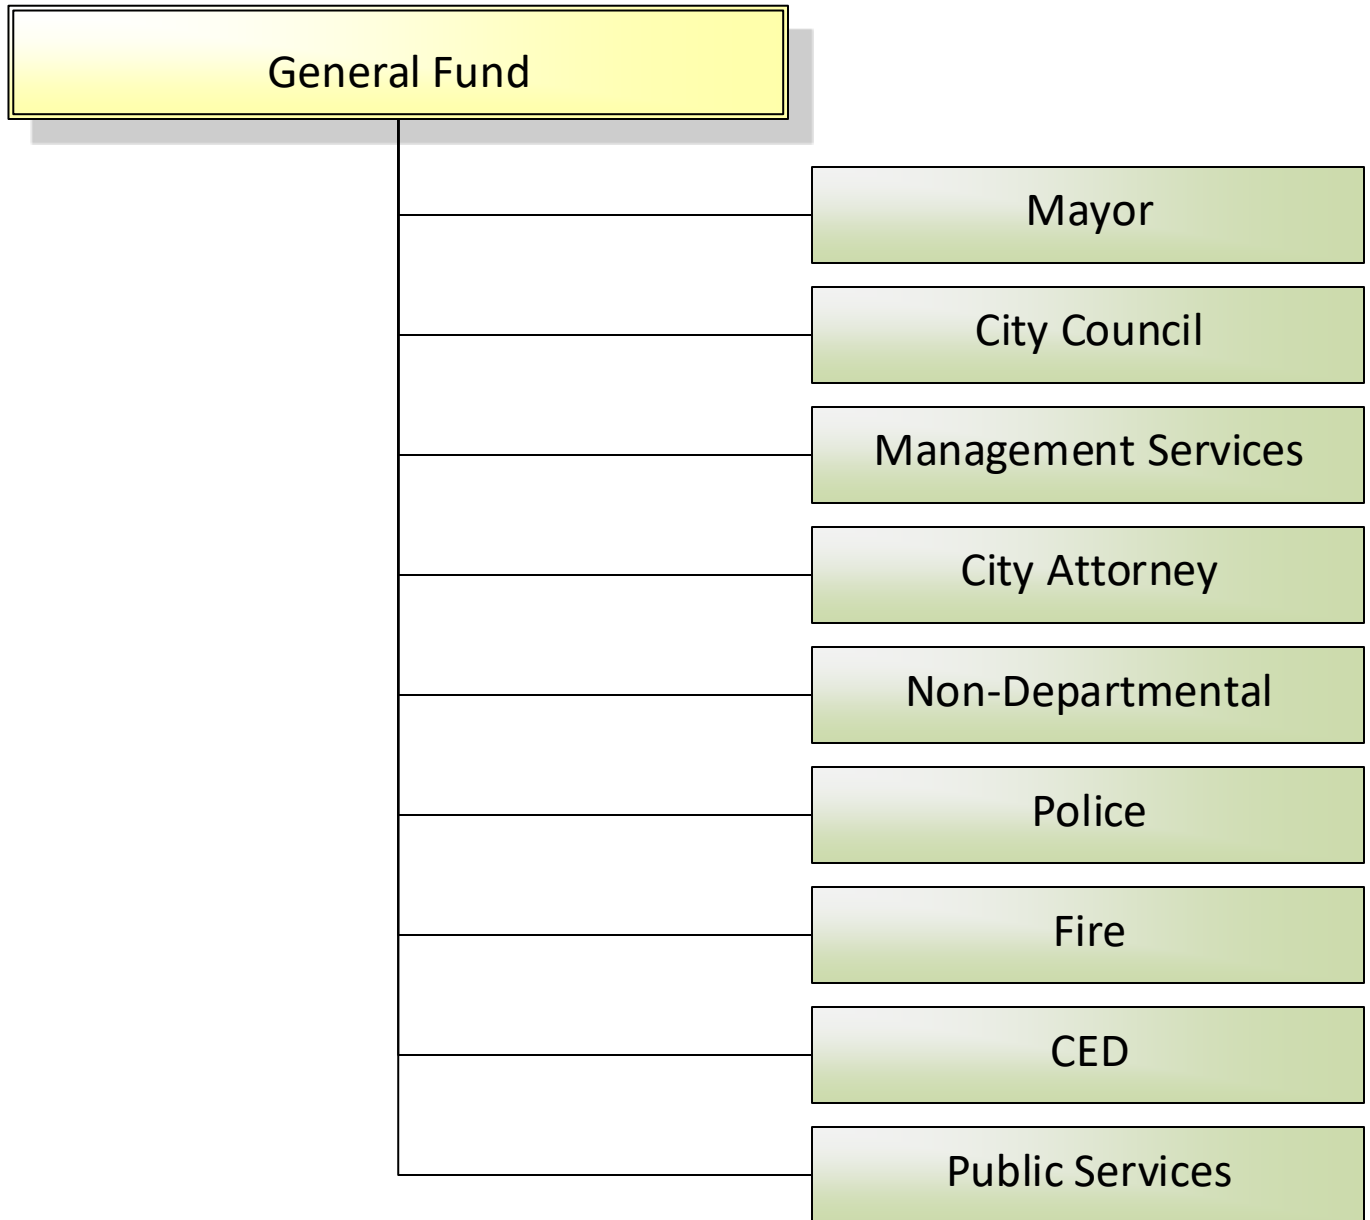 General Fund
Mayor
City Council
Management Services
City Attorney
Non-Departmental
Police
Fire
CED
Public Services